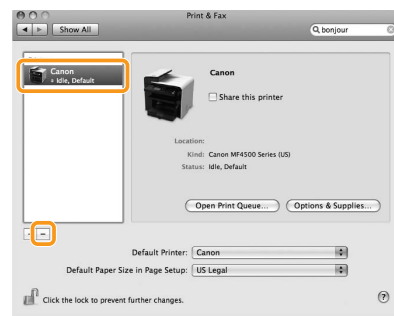 Print & Fax
Show All
bonjour
Canon
Idle, Default
Canon
Share this printer
Location:
Kind: Canon MF4500 Series (US)
Status: Idle, Default
Open Print Queue...
Options & Supplies...
+ −
Default Printer: Canon
Default Paper Size in Page Setup: US Legal
Click the lock to prevent further changes.
?